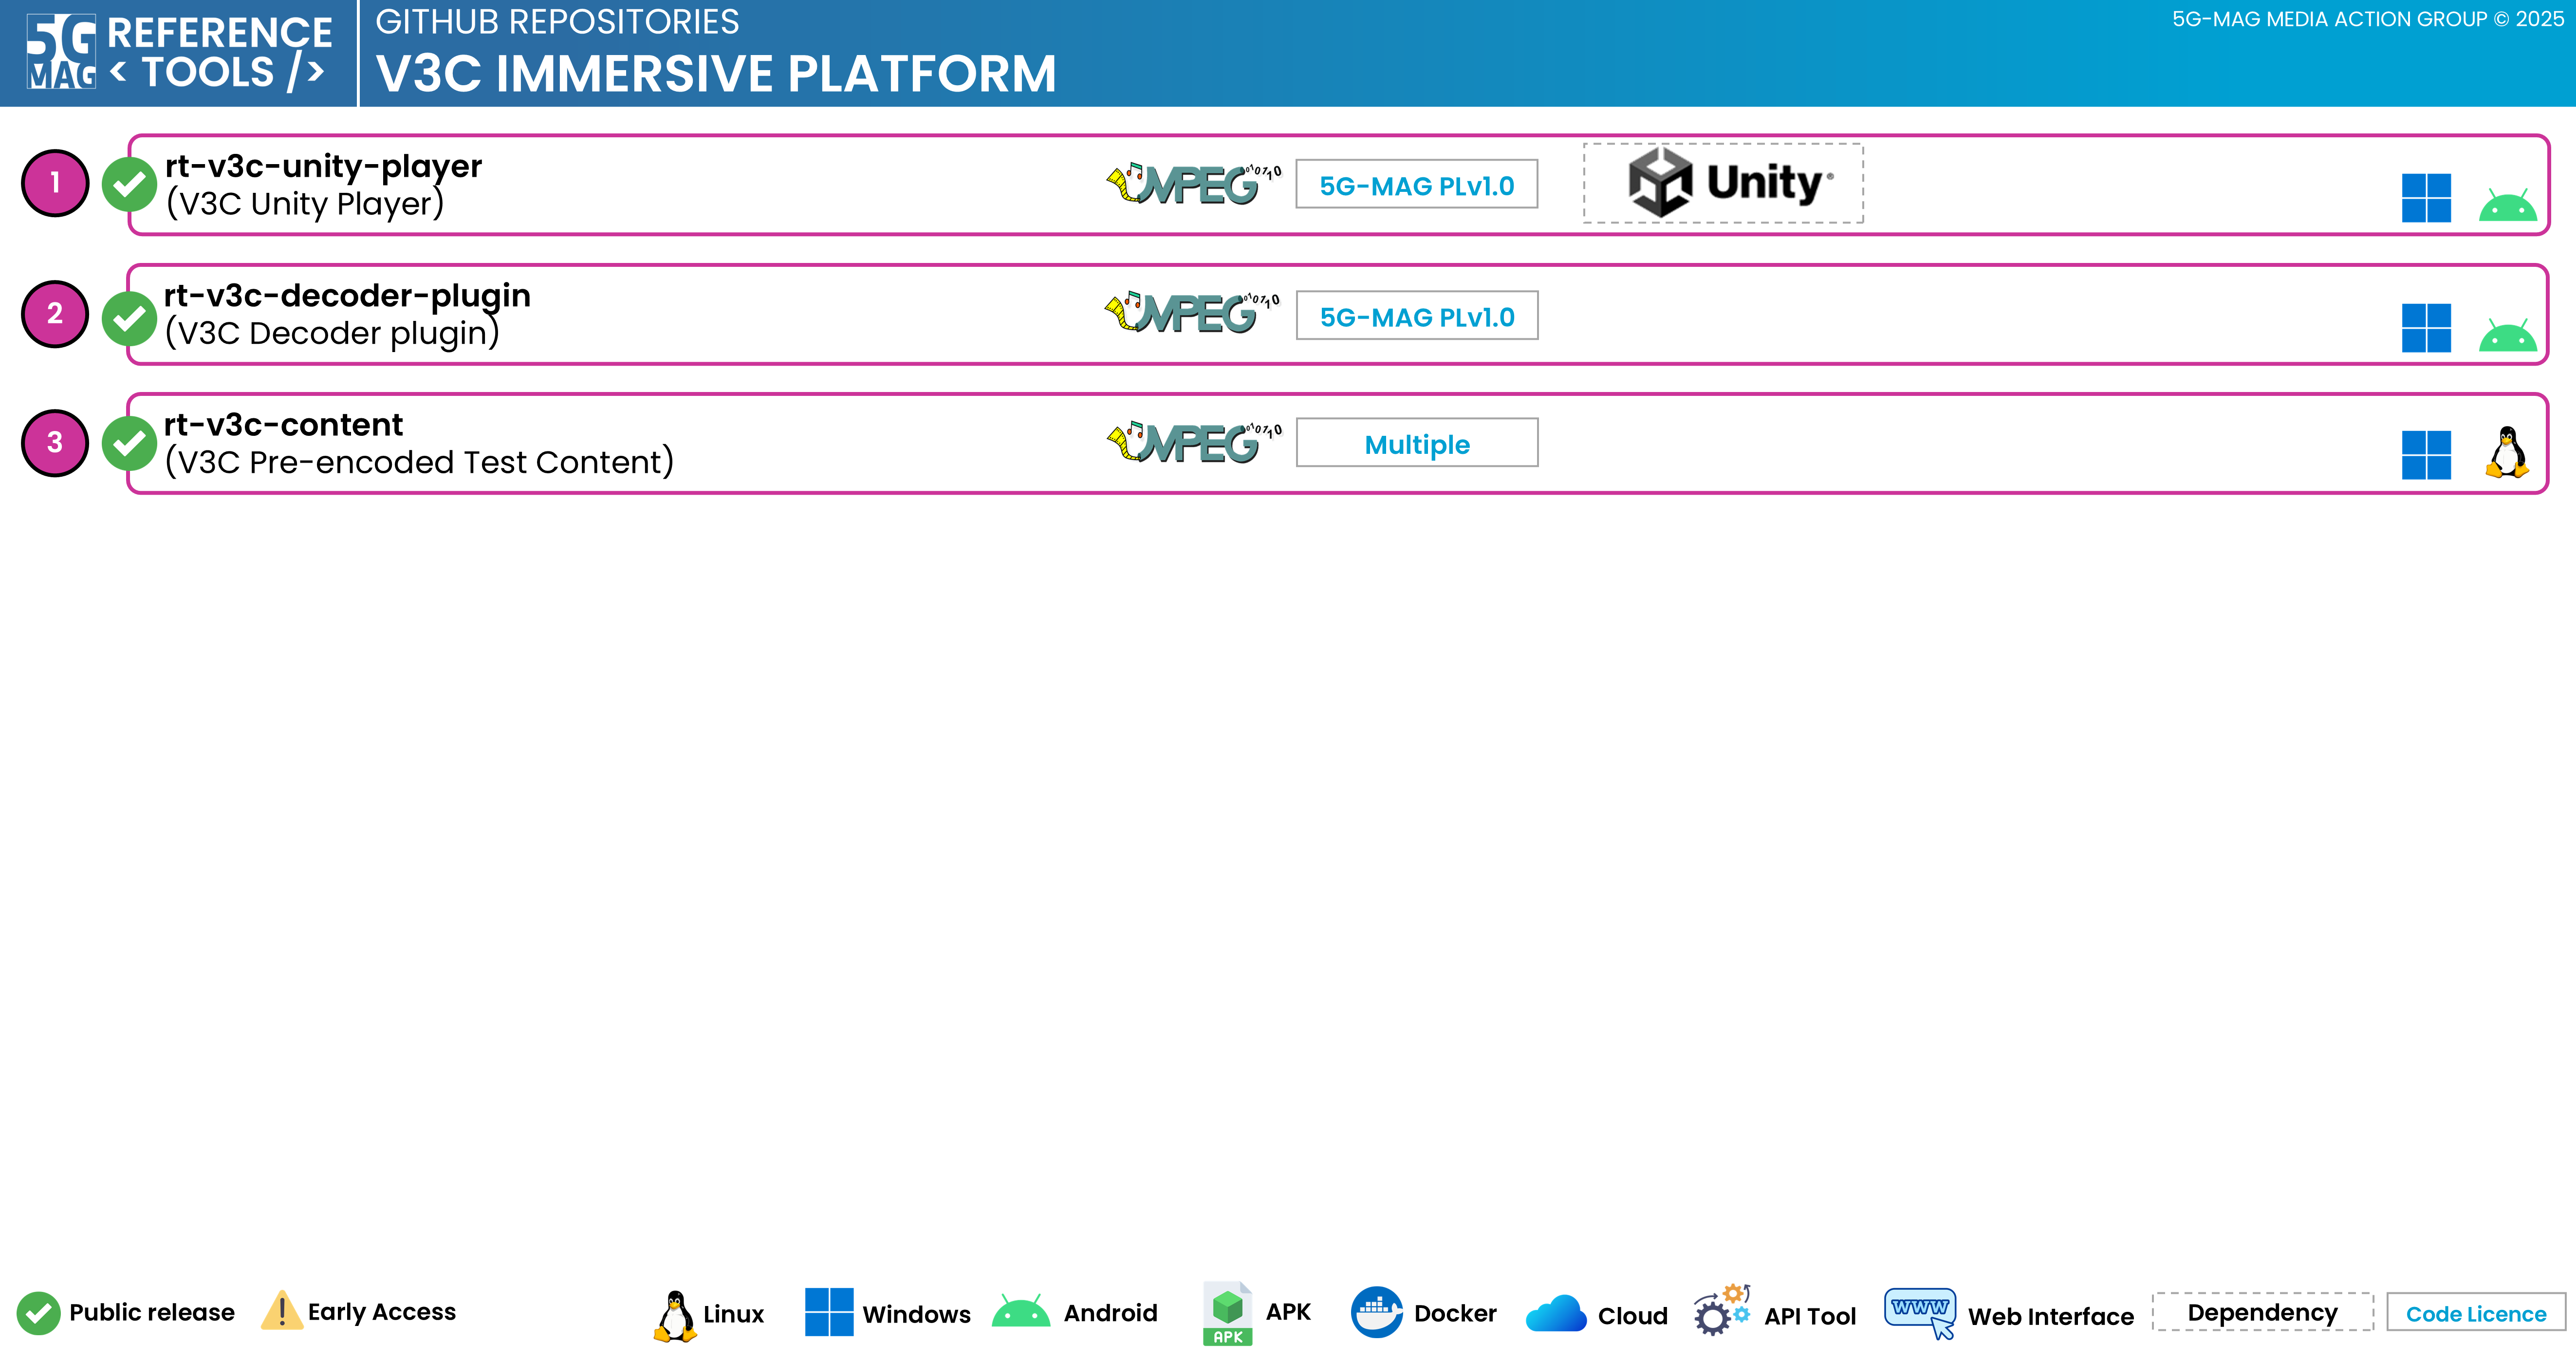 5G
MAG
REFERENCE
< TOOLS />
GITHUB REPOSITORIES
V3C IMMERSIVE PLATFORM
5G-MAG MEDIA ACTION GROUP © 2025
1
rt-v3c-unity-player
(V3C Unity Player)
MPEG
5G-MAG PLv1.0
Unity®
2
rt-v3c-decoder-plugin
(V3C Decoder plugin)
MPEG
5G-MAG PLv1.0
3
rt-v3c-content
(V3C Pre-encoded Test Content)
MPEG
Multiple
Public release
Early Access
Linux
Windows
Android
APK
APK
Docker
Cloud
API Tool
WWW
Web Interface
Dependency
Code Licence